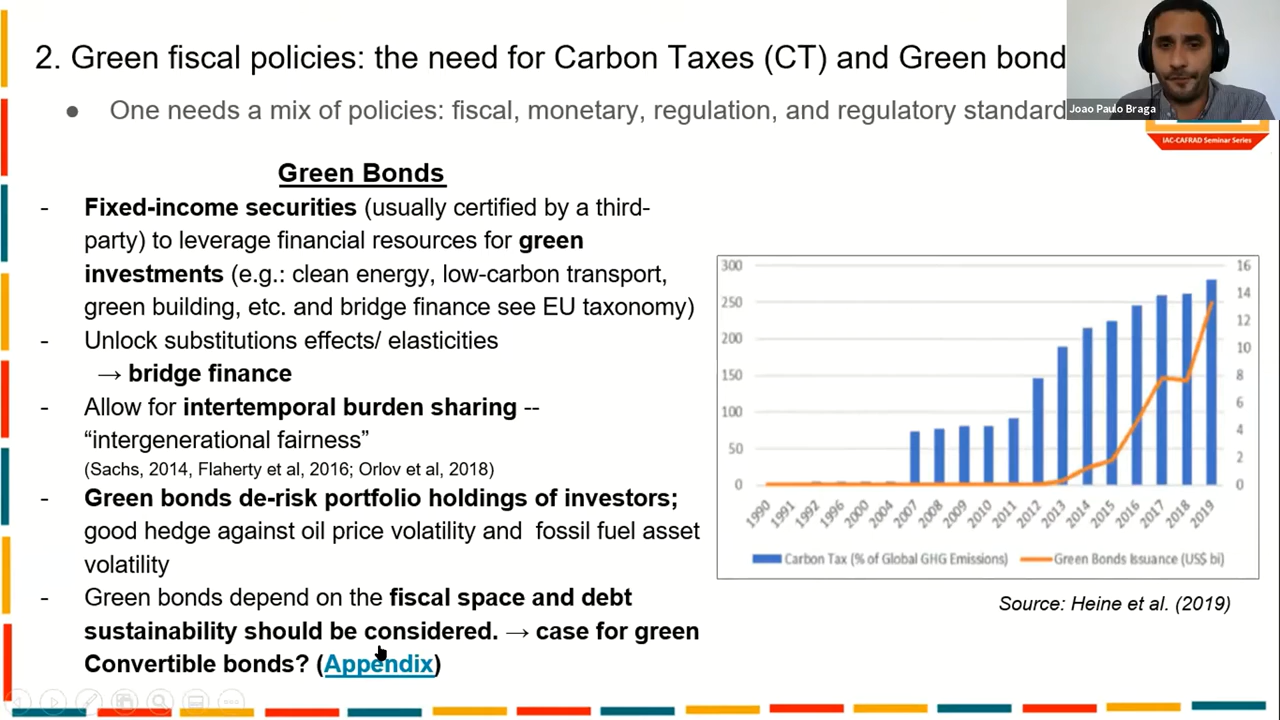 2. Green fiscal policies: the need for Carbon Taxes (CT) and Green bond
Joao Paulo Braga
● One needs a mix of policies: fiscal, monetary, regulation, and regulatory standard
IAC-CAFRAD Seminar Series
Green Bonds
- Fixed-income securities (usually certified by a third-
party) to leverage financial resources for green
investments (e.g.: clean energy, low-carbon transport,
green building, etc. and bridge finance see EU taxonomy)
- Unlock substitutions effects/ elasticities
→ bridge finance
- Allow for intertemporal burden sharing --
“intergenerational fairness”
(Sachs, 2014, Flaherty et al, 2016; Orlov et al, 2018)
- Green bonds de-risk portfolio holdings of investors;
good hedge against oil price volatility and fossil fuel asset
volatility
- Green bonds depend on the fiscal space and debt
sustainability should be considered. → case for green
Convertible bonds? (Appendix)
300 16
250 14
200 12
150 10
100 8
50 6
0 4
2
0
1990 1991 1992 1996 2000 2004 2007 2008 2009 2010 2011 2012 2013 2014 2015 2016 2017 2018 2019
Carbon Tax (% of Global GHG Emissions) Green Bonds Issuance (US$ bi)
Source: Heine et al. (2019)